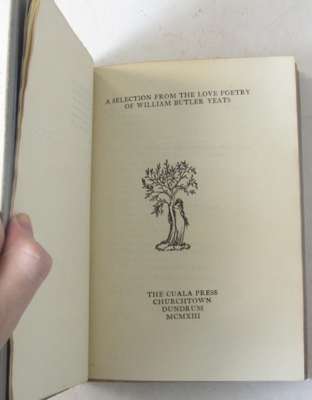 A SELECTION FROM THE LOVE POETRY
OF WILLIAM BUTLER YEATS
THE CUALA PRESS
CHURCHTOWN
DUNDRUM
MCMXIII